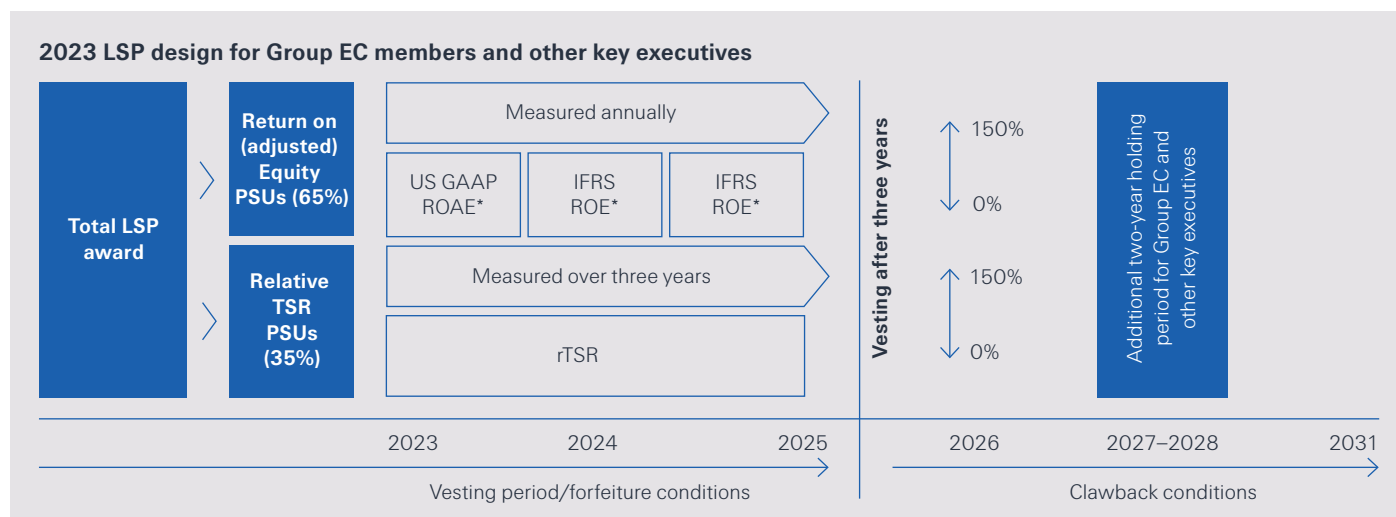 2023 LSP design for Group EC members and other key executives
Total LSP
award
Return on
(adjusted)
Equity
PSUs (65%)
Measured annually
US GAAP
ROAE*
IFRS
ROE*
IFRS
ROE*
Relative
TSR
PSUs
(35%)
Measured over three years
rTSR
Vesting after three years
150%
0%
150%
0%
Additional two-year holding
period for Group EC and
other key executives
2023
2024
2025
2026
2027–2028
2031
Vesting period/forfeiture conditions
Clawback conditions